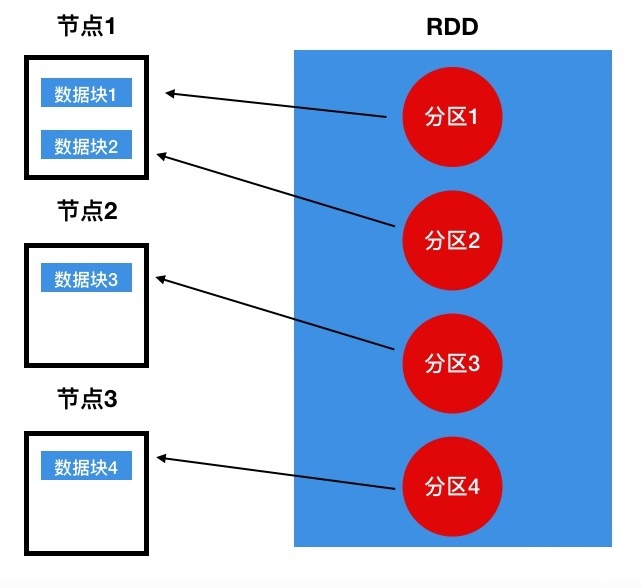 节点1
数据块1
数据块2
节点2
数据块3
节点3
数据块4
RDD
分区1
分区2
分区3
分区4